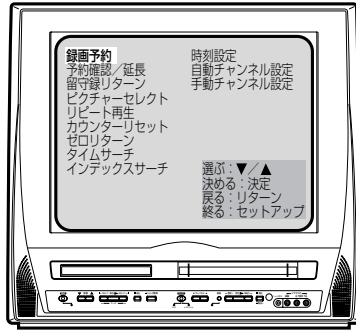 録画予約
予約確認／延長
留守録リターン
ピクチャーセレクト
リピート再生
カウンターリセット
ゼロリターン
タイムサーチ
インデックスサーチ
時刻設定
自動チャンネル設定
手動チャンネル設定
選ぶ：▼／▲
決める：決定
戻る：リターン
終る：セットアップ